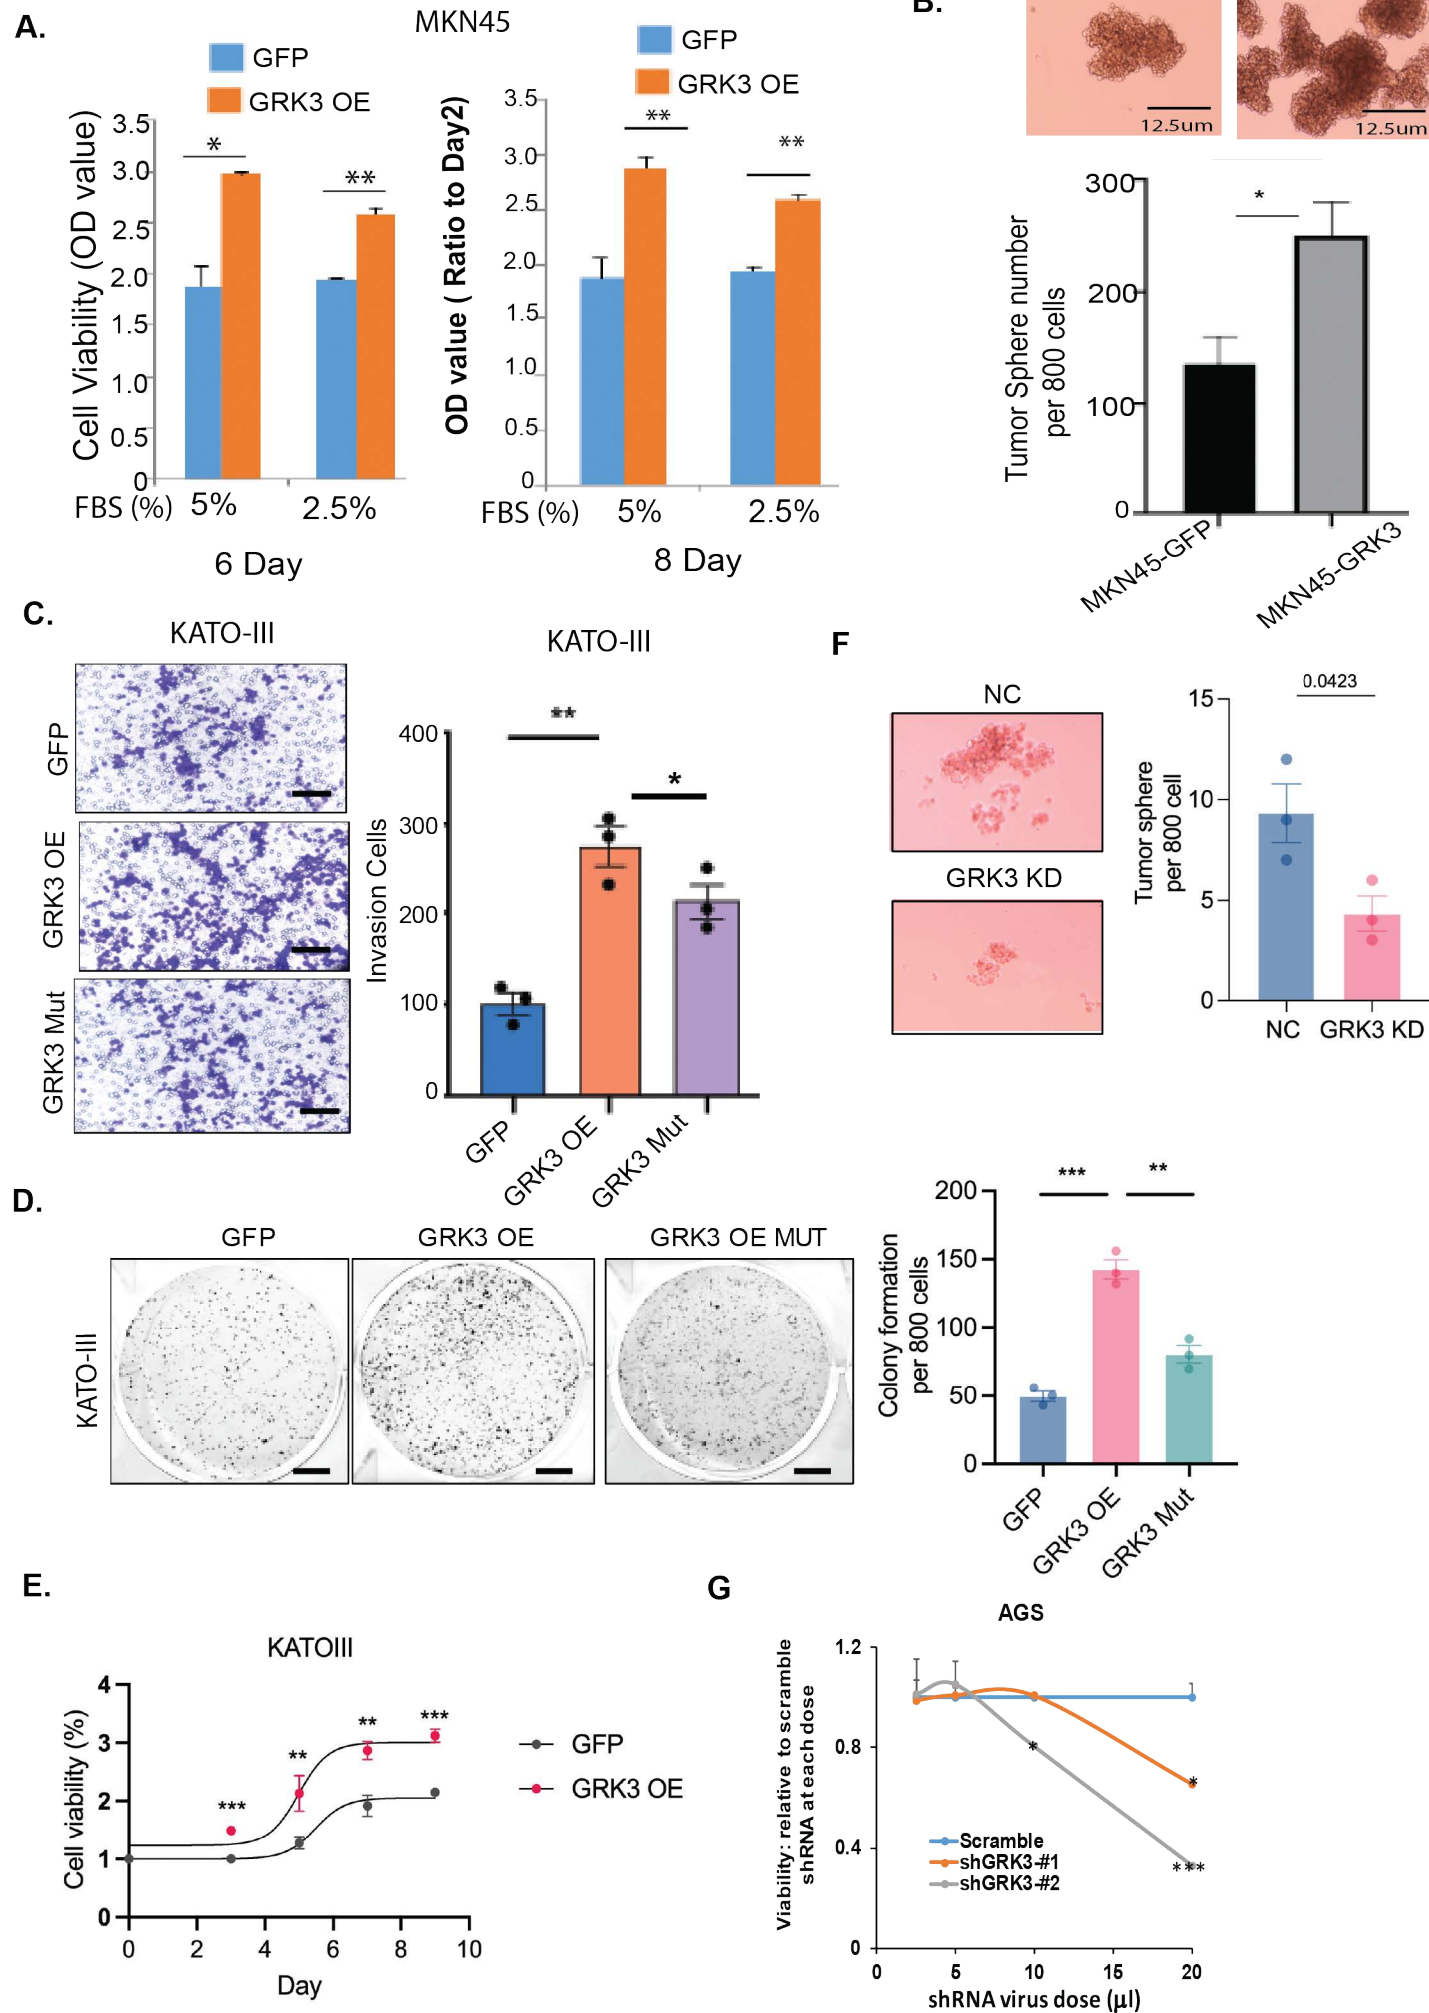 A.
MKN45
B.
GFP
GRK3 OE
GFP
GRK3 OE
12.5um
12.5um
Cell Viability (OD value)
3.5
3.0
2.5
2.0
1.5
1.0
0.5
0
*
**
FBS (%) 5% 2.5%
6 Day
OD value ( Ratio to Day2)
3.5
3.0
2.5
2.0
1.5
1.0
0.5
0
**
**
FBS (%) 5% 2.5%
8 Day
Tumor Sphere number
per 800 cells
300
200
100
0
*
MKN45-GFP
MKN45-GRK3
C.
KATO-III
GFP
GRK3 OE
GRK3 Mut
KATO-III
Invasion Cells
400
300
200
100
0
**
*
GFP
GRK3 OE
GRK3 Mut
F
NC
GRK3 KD
Tumor sphere
per 800 cell
15
10
5
0
0.0423
NC GRK3 KD
D.
GFP GRK3 OE GRK3 OE MUT
KATO-III
Colony formation
per 800 cells
200
150
100
50
0
*** **
GFP
GRK3 OE
GRK3 Mut
E.
KATOIII
Cell viability (%)
4
3
2
1
0
***
**
**
***
GFP
GRK3 OE
0 2 4 6 8 10
Day
G
AGS
Viability: relative to scramble
shRNA at each dose
1.2
0.8
0.4
0
*
*
***
Scramble
shGRK3-#1
shGRK3-#2
0 5 10 15 20
shRNA virus dose (µl)